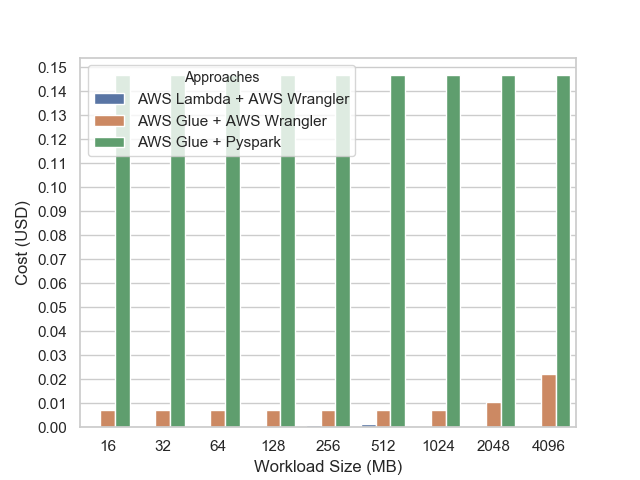 0.15
0.14
0.13
0.12
0.11
0.10
0.09
0.08
0.07
0.06
0.05
0.04
0.03
0.02
0.01
0.00
Cost (USD)
Approaches
AWS Lambda + AWS Wrangler
AWS Glue + AWS Wrangler
AWS Glue + Pyspark
16 32 64 128 256 512 1024 2048 4096
Workload Size (MB)